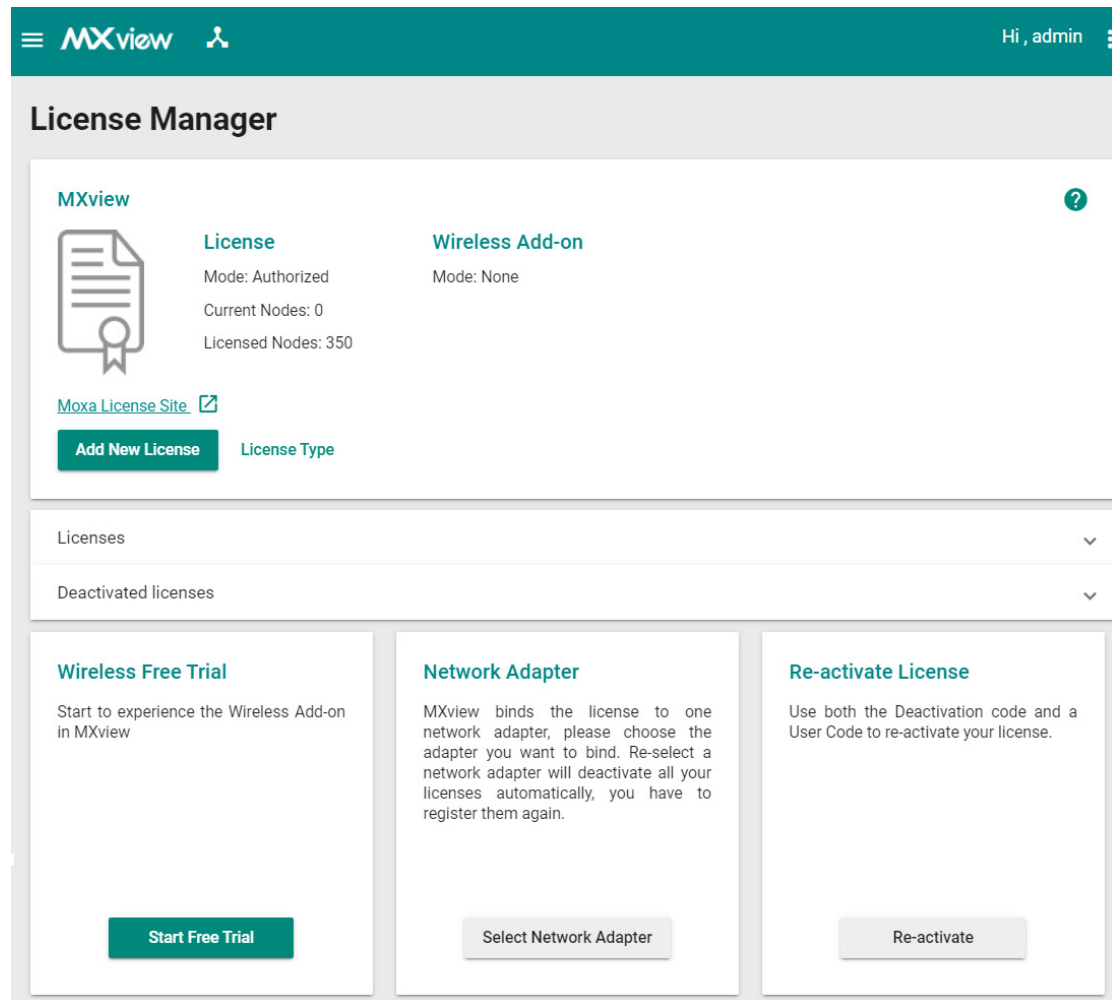 MXview
Hi , admin
License Manager
MXview
?
License
Mode: Authorized
Current Nodes: 0
Licensed Nodes: 350
Wireless Add-on
Mode: None
Moxa License Site
Add New License
License Type
Licenses
Deactivated licenses
Wireless Free Trial
Start to experience the Wireless Add-on
in MXview
Start Free Trial
Network Adapter
MXview binds the license to one
network adapter, please choose the
adapter you want to bind. Re-select a
network adapter will deactivate all your
licenses automatically, you have to
register them again.
Select Network Adapter
Re-activate License
Use both the Deactivation code and a
User Code to re-activate your license.
Re-activate